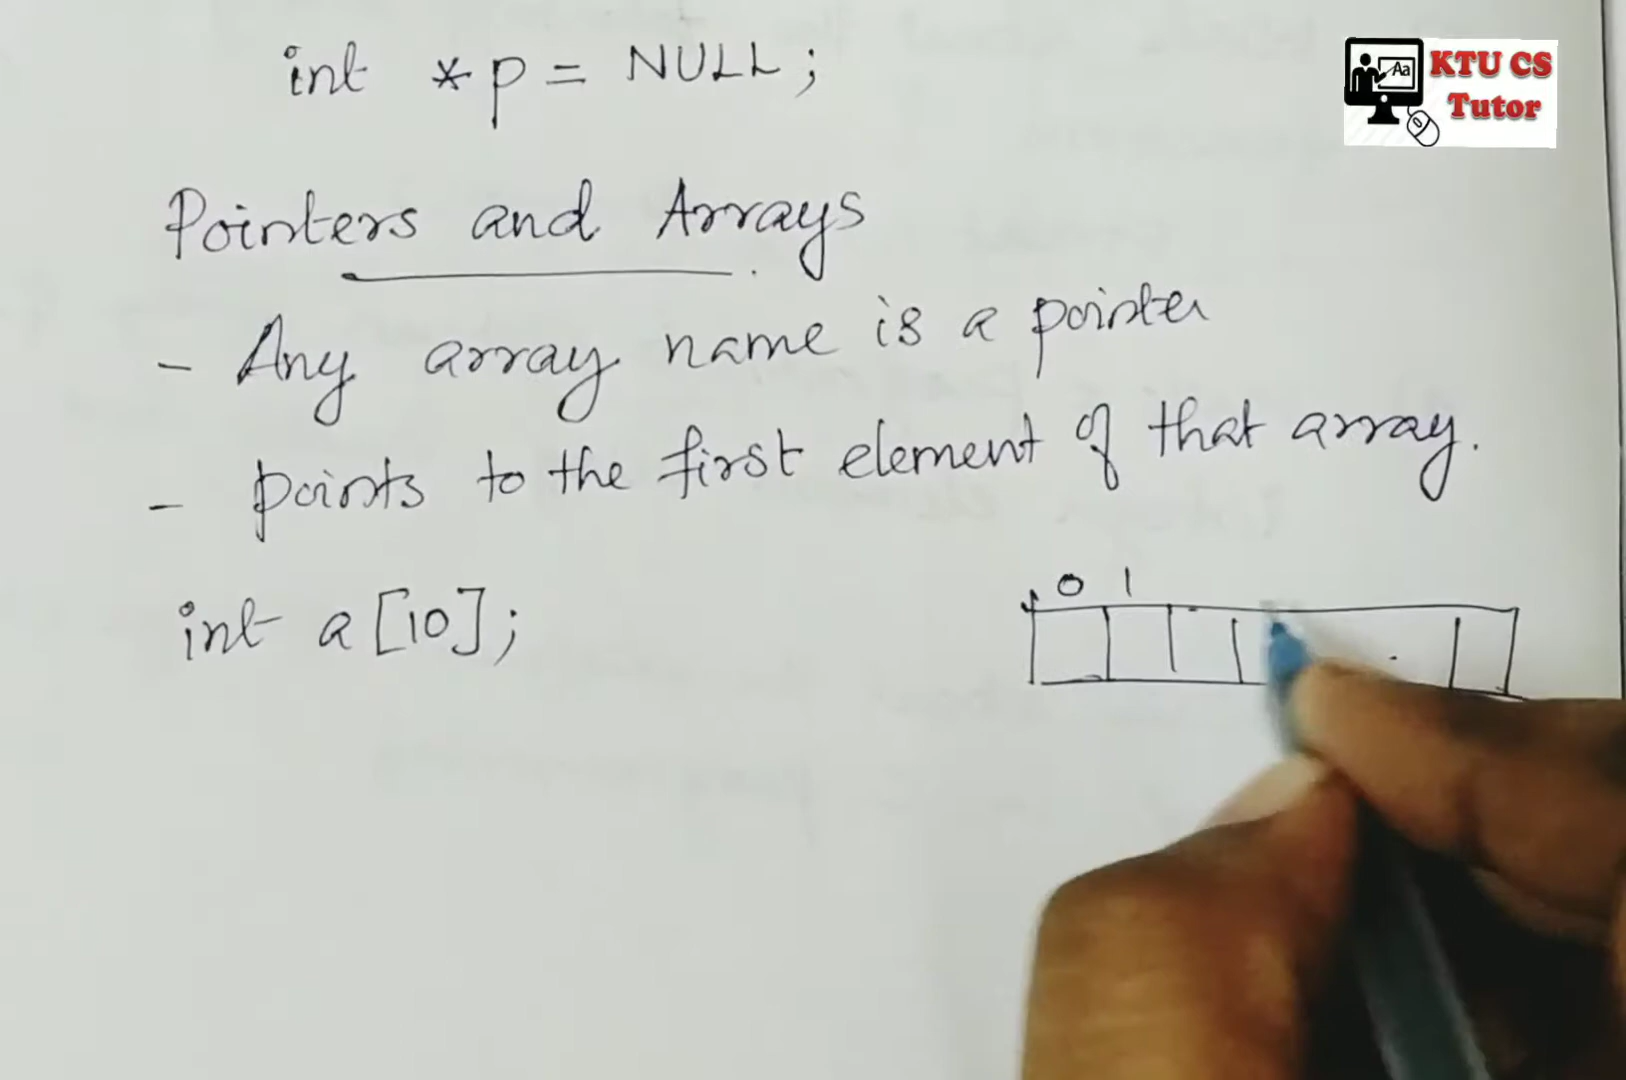 int *p = NULL;
KTU CS
Tutor
Aa
Pointers and Arrays
- Any array name is a pointer
- points to the first element of that array.
int a[10];
0 1